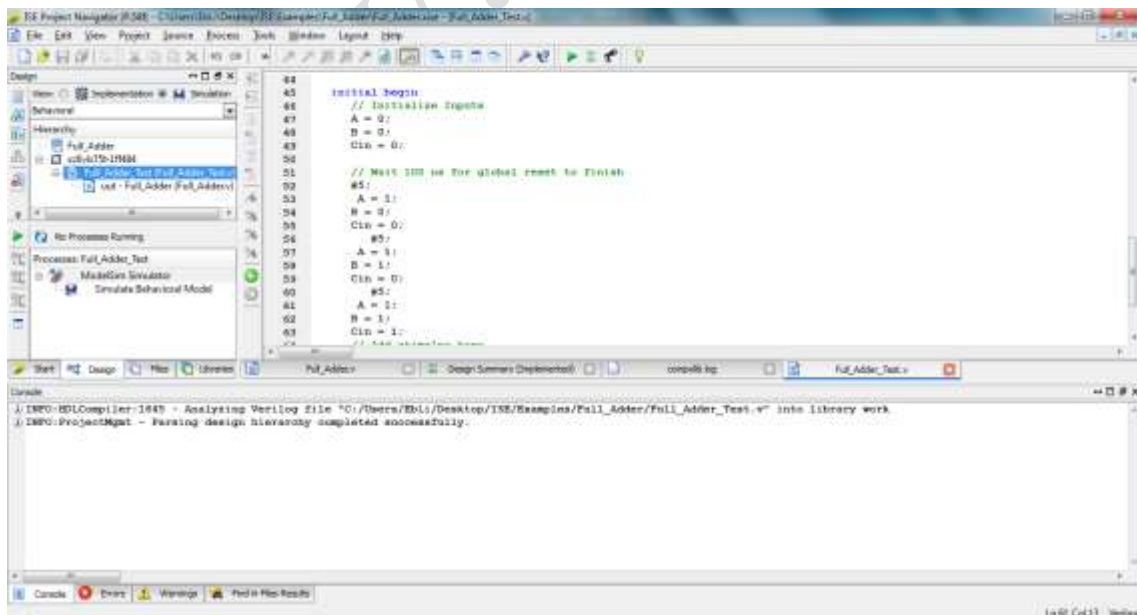 ISE Project Navigator
File Edit View Project Source Process Tools Window Layout Help
Design
View: Implementation Simulation
Behavioral
Hierarchy
Full_Adder
Full_Adder_Test (Full_Adder_Test.v)
uut - Full_Adder (Full_Adder.v)
No Processes Running
Processes: Full_Adder_Test
ModelSim Simulator
Simulate Behavioral Model
44
45 initial begin
46 // Initialize Inputs
47 A = 0;
48 B = 0;
49 Cin = 0;
50
51 // Wait 100 ns for global reset to finish
52 #5;
53 A = 1;
54 B = 0;
55 Cin = 0;
56 #5;
57 A = 1;
58 B = 1;
59 Cin = 0;
60 #5;
61 A = 1;
62 B = 1;
63 Cin = 1;
Start Design Files Libraries
Full_Adder.v Design Summary (Implemented) compxlib.log Full_Adder_Test.v
Console
INFO:HDLCompiler:1845 - Analyzing Verilog file "C:/Users/Ebli/Desktop/ISE/Examples/Full_Adder/Full_Adder_Test.v" into library work
INFO:ProjectMgmt - Parsing design hierarchy completed successfully.
Console Errors Warnings Find in Files Results
Verilog